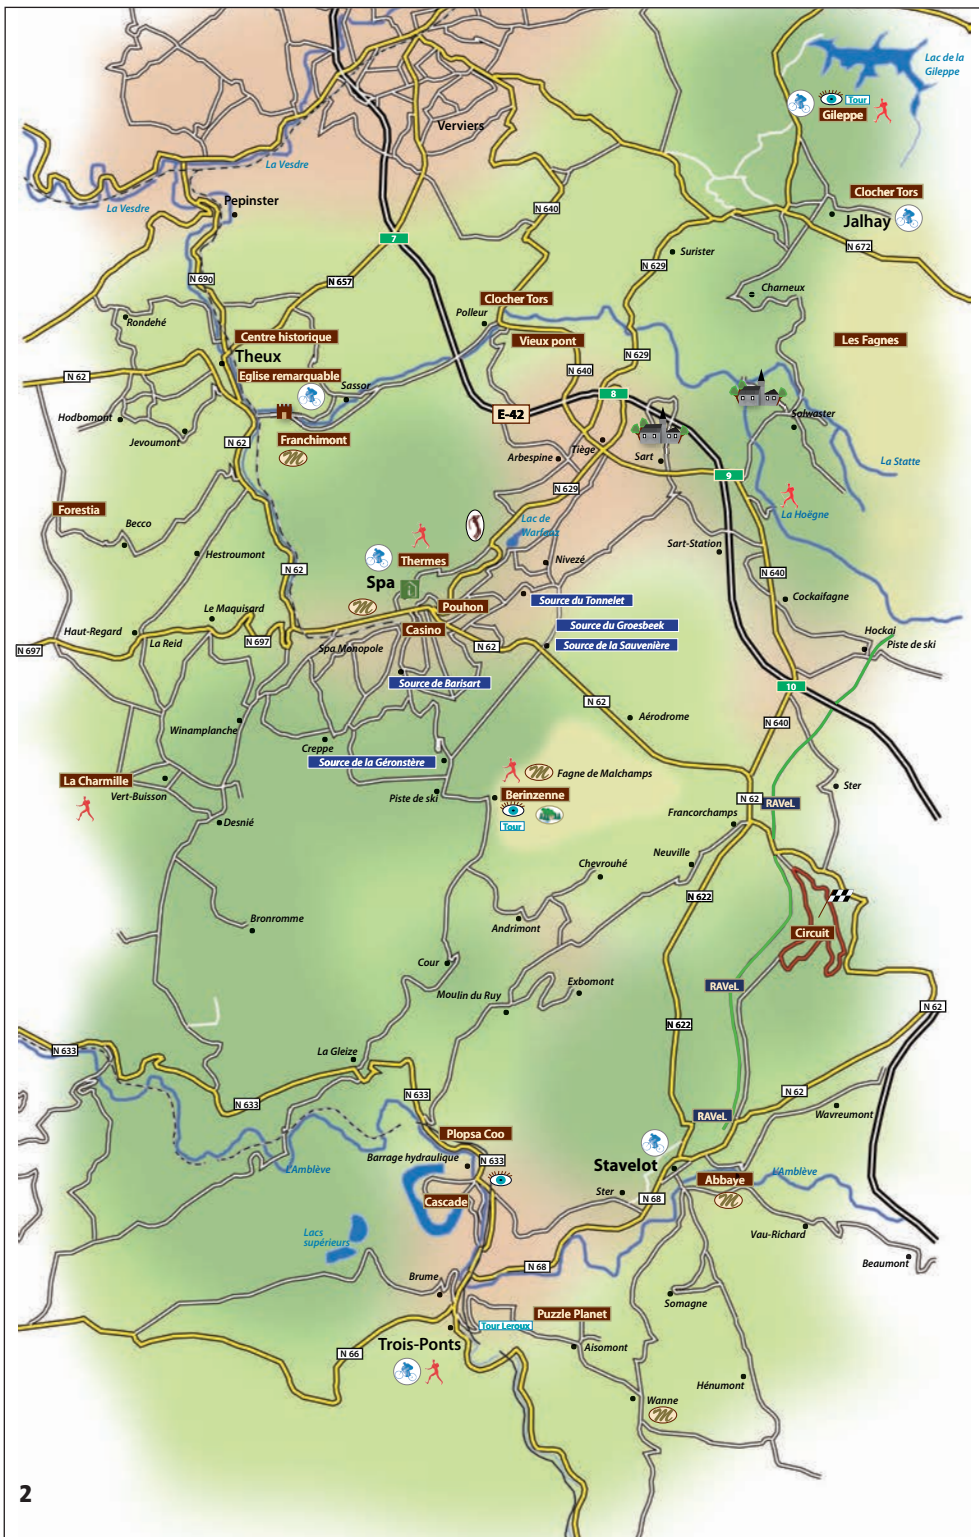 Lac de la
Gileppe
Tour
Gileppe
Verviers
La Vesdre
Clocher Tors
Jalhay
Pepinster
La Vesdre
N 640
7
N 672
Surister
N 629
N 690
N 657
Charneux
Clocher Tors
Polleur
Rondehé
Centre historique
Vieux pont
Les Fagnes
Theux
N 629
Eglise remarquable
N 640
N 62
Sassor
8
E-42
Hodbomont
Salwaster
Franchimont
Jevoumont
N 62
Tiège
Arbespine
Sart
La Statte
9
N 629
Forestia
La Hoëgne
Becco
Lac de
Warfaaz
Hestroumont
Thermes
Nivezé
Sart-Station
N 62
Spa
N 640
Source du Tonnelet
Cockaifagne
Le Maquisard
Pouhon
Source du Groesbeek
Haut-Regard
Casino
Hockai
La Reid
N 697
Spa Monopole
N 62
Source de la Sauvenière
Piste de ski
N 697
Source de Barisart
10
N 62
Aérodrome
N 640
Winamplanche
Creppe
Source de la Géronstère
Fagne de Malchamps
La Charmille
Vert-Buisson
Piste de ski
Berinzenne
Ster
N 62
RAVeL
Tour
Francorchamps
Desnié
Neuville
Chevrouhé
N 622
Bronromme
Andrimont
Circuit
Cour
Exbomont
RAVeL
Moulin du Ruy
N 62
N 622
La Gleize
N 633
N 62
N 633
N 633
RAVeL
Wavreumont
Plopsa Coo
Barrage hydraulique
N 633
Stavelot
L'Amblève
L'Amblève
Abbaye
Ster
Cascade
N 68
Lacs
supérieurs
Vau-Richard
N 68
Beaumont
Brume
Somagne
Puzzle Planet
Tour Leroux
Trois-Ponts
Aisomont
N 66
Hénumont
Wanne
2